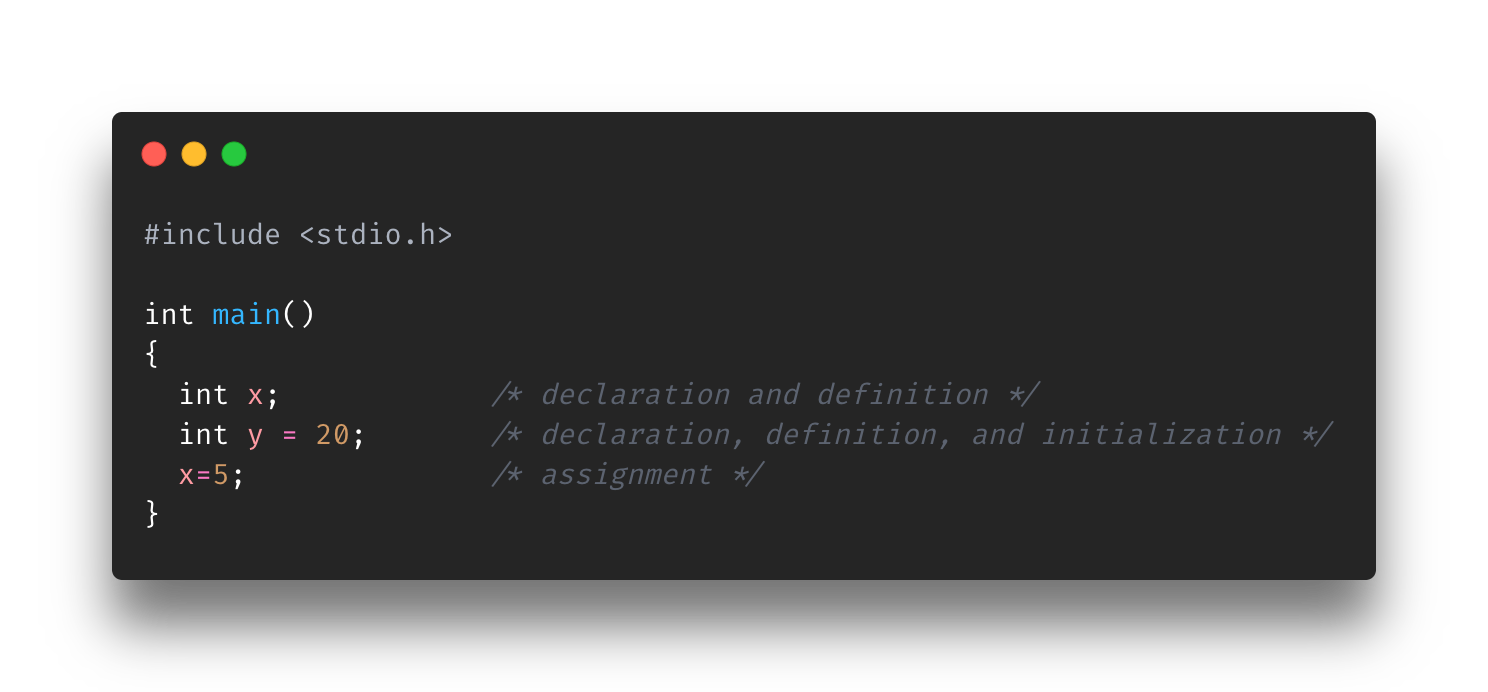 #include <stdio.h>
int main()
{
int x; /* declaration and definition */
int y = 20; /* declaration, definition, and initialization */
x=5; /* assignment */
}